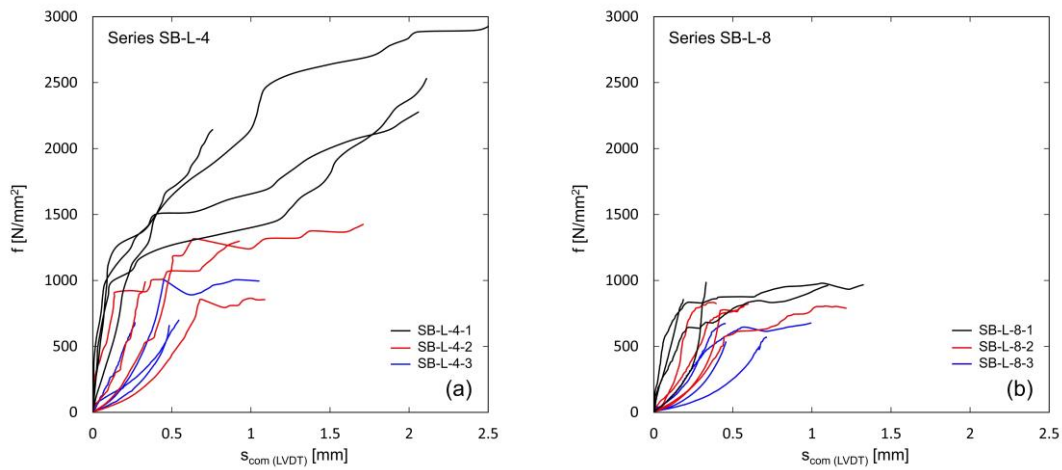 Series SB-L-4
3000
2500
2000
1500
1000
500
0
f [N/mm²]
SB-L-4-1
SB-L-4-2
SB-L-4-3
(a)
0 0.5 1 1.5 2 2.5
s com (LVDT) [mm]
Series SB-L-8
3000
2500
2000
1500
1000
500
0
f [N/mm²]
SB-L-8-1
SB-L-8-2
SB-L-8-3
(b)
0 0.5 1 1.5 2 2.5
s com (LVDT) [mm]